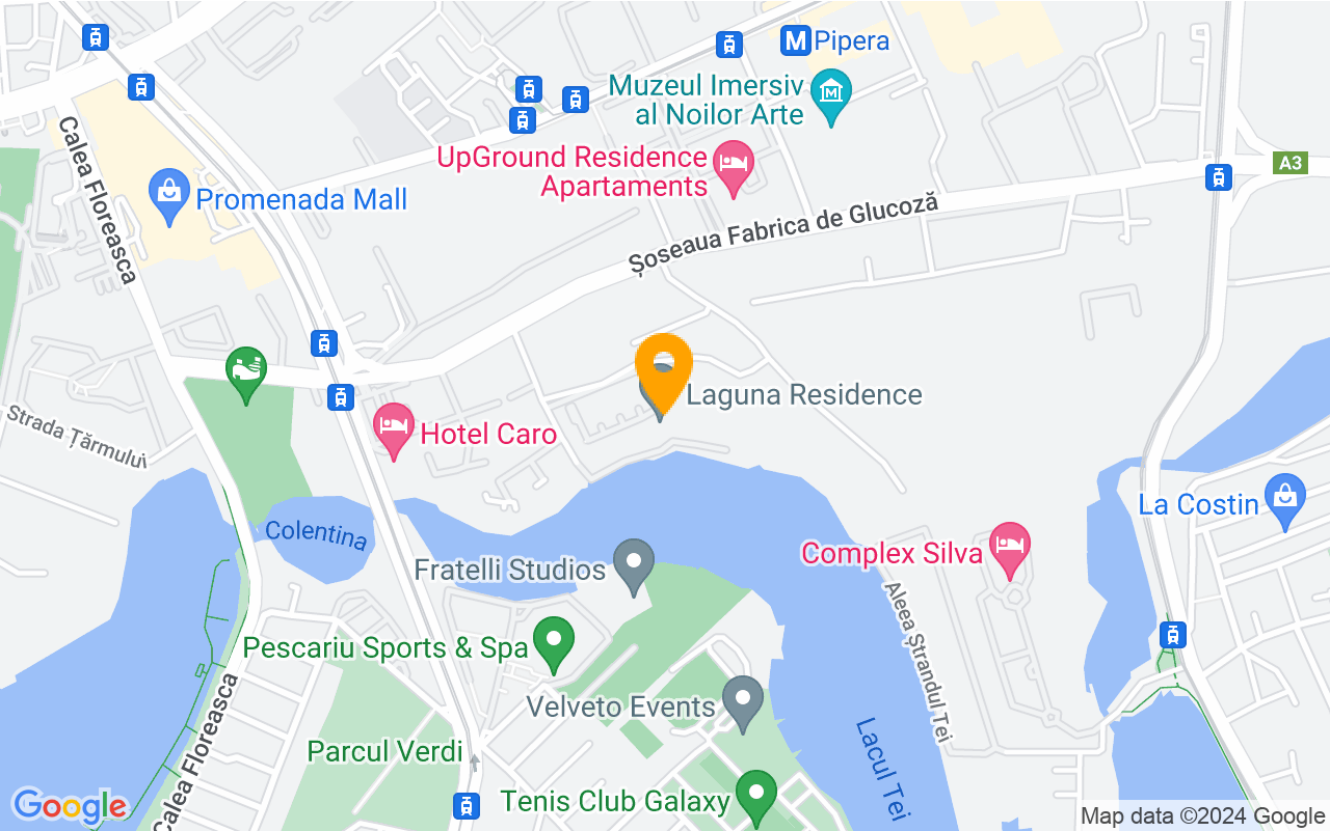 M Pipera
Muzeul Imersiv
al Noilor Arte
Calea Floreasca
UpGround Residence
Apartaments
A3
Promenada Mall
Șoseaua Fabrica de Glucoză
Laguna Residence
Strada Țărmului
Hotel Caro
La Costin
Colentina
Complex Silva
Fratelli Studios
Aleea Ștrandul Tei
Pescariu Sports & Spa
Calea Floreasca
Velveto Events
Parcul Verdi
Lacul Tei
Tenis Club Galaxy
Google
Map data ©2024 Google